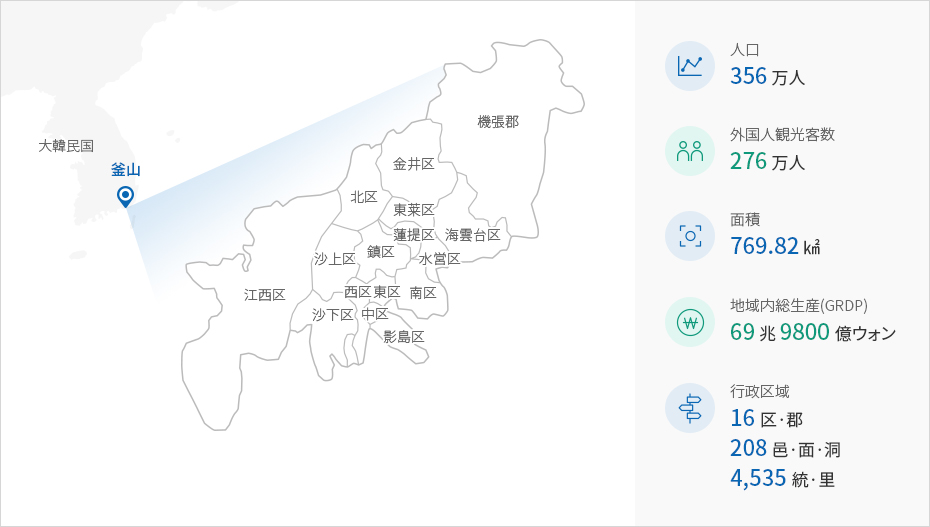 大韓民国
釜山
機張郡
金井区
北区
東莱区
蓮提区
海雲台区
鎮区
沙上区
水営区
江西区
西区
東区
南区
沙下区
中区
影島区
人口
356 万人
外国人観光客数
276 万人
面積
769.82 ㎢
地域内総生産(GRDP)
69 兆 9800 億ウォン
行政区域
16 区·郡
208 邑·面·洞
4,535 統·里